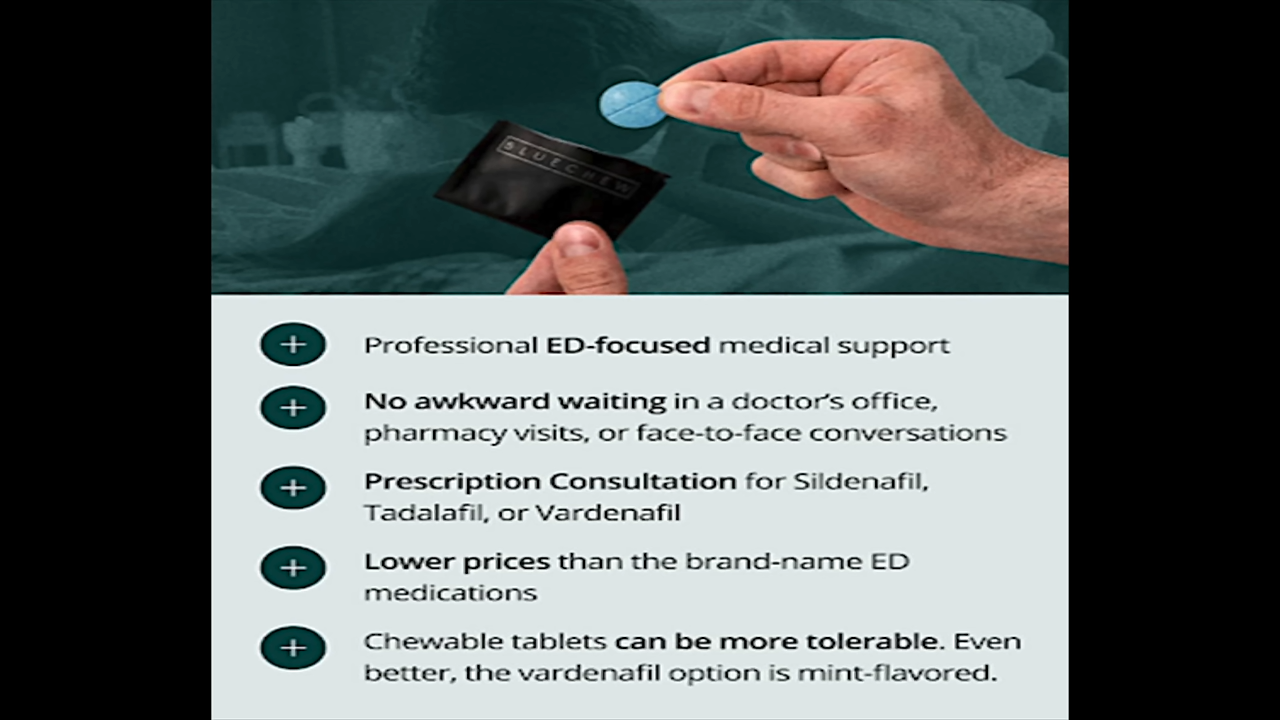 BLUECHEW
Professional ED-focused medical support
No awkward waiting in a doctor’s office,
pharmacy visits, or face-to-face conversations
Prescription Consultation for Sildenafil,
Tadalafil, or Vardenafil
Lower prices than the brand-name ED
medications
Chewable tablets can be more tolerable. Even
better, the vardenafil option is mint-flavored.